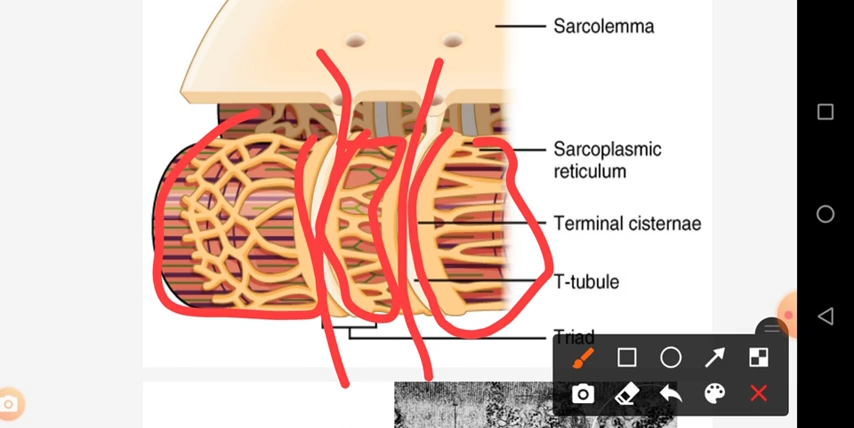 Sarcolemma
Sarcoplasmic
reticulum
Terminal cisternae
T-tubule
Triad